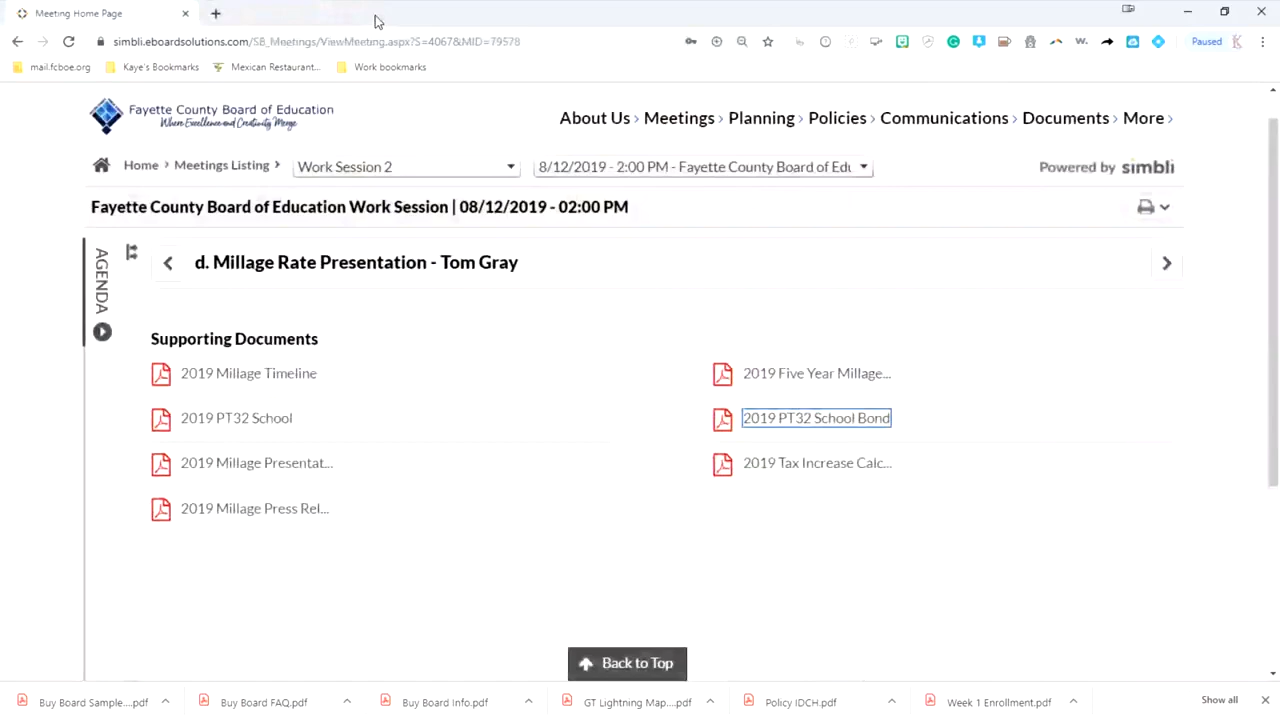 Meeting Home Page
simbli.eboardsolutions.com/SB_Meetings/ViewMeeting.aspx?S=4067&MID=79578
Paused
mail.fcboe.org
Kaye's Bookmarks
Mexican Restaurant...
Work bookmarks
Fayette County Board of Education
Where Excellence and Creativity Merge
About Us
Meetings
Planning
Policies
Communications
Documents
More
Home
Meetings Listing
Work Session 2
8/12/2019 - 2:00 PM - Fayette County Board of Edu
Powered by simbli
Fayette County Board of Education Work Session | 08/12/2019 - 02:00 PM
AGENDA
d. Millage Rate Presentation - Tom Gray
Supporting Documents
2019 Millage Timeline
2019 Five Year Millage...
2019 PT32 School
2019 PT32 School Bond
2019 Millage Presentat...
2019 Tax Increase Calc...
2019 Millage Press Rel...
Back to Top
Buy Board Sample....pdf
Buy Board FAQ.pdf
Buy Board Info.pdf
GT Lightning Map....pdf
Policy IDCH.pdf
Week 1 Enrollment.pdf
Show all